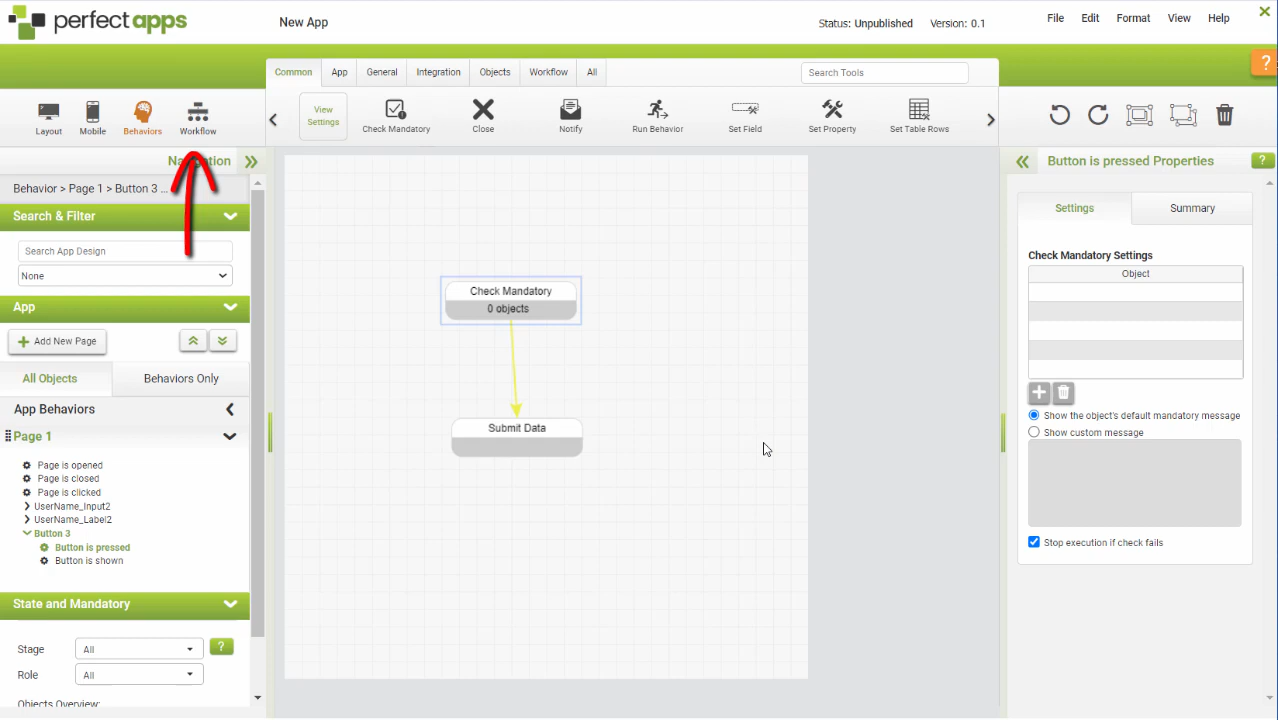 perfect apps
New App
Status: Unpublished Version: 0.1
File Edit Format View Help
Common App General Integration Objects Workflow All
Search Tools
?
Layout Mobile Behaviors Workflow
View
Settings
Check Mandatory Close Notify Run Behavior Set Field Set Property Set Table Rows
Navigation
Behavior > Page 1 > Button 3 ...
Search & Filter
Search App Design
None
App
Add New Page
All Objects Behaviors Only
App Behaviors
Page 1
Page is opened
Page is closed
Page is clicked
UserName_Input2
UserName_Label2
Button 3
Button is pressed
Button is shown
State and Mandatory
Stage All ?
Role All
Objects Overview:
Check Mandatory
0 objects
Submit Data
Button is pressed Properties ?
Settings Summary
Check Mandatory Settings
Object
Show the object's default mandatory message
Show custom message
Stop execution if check fails